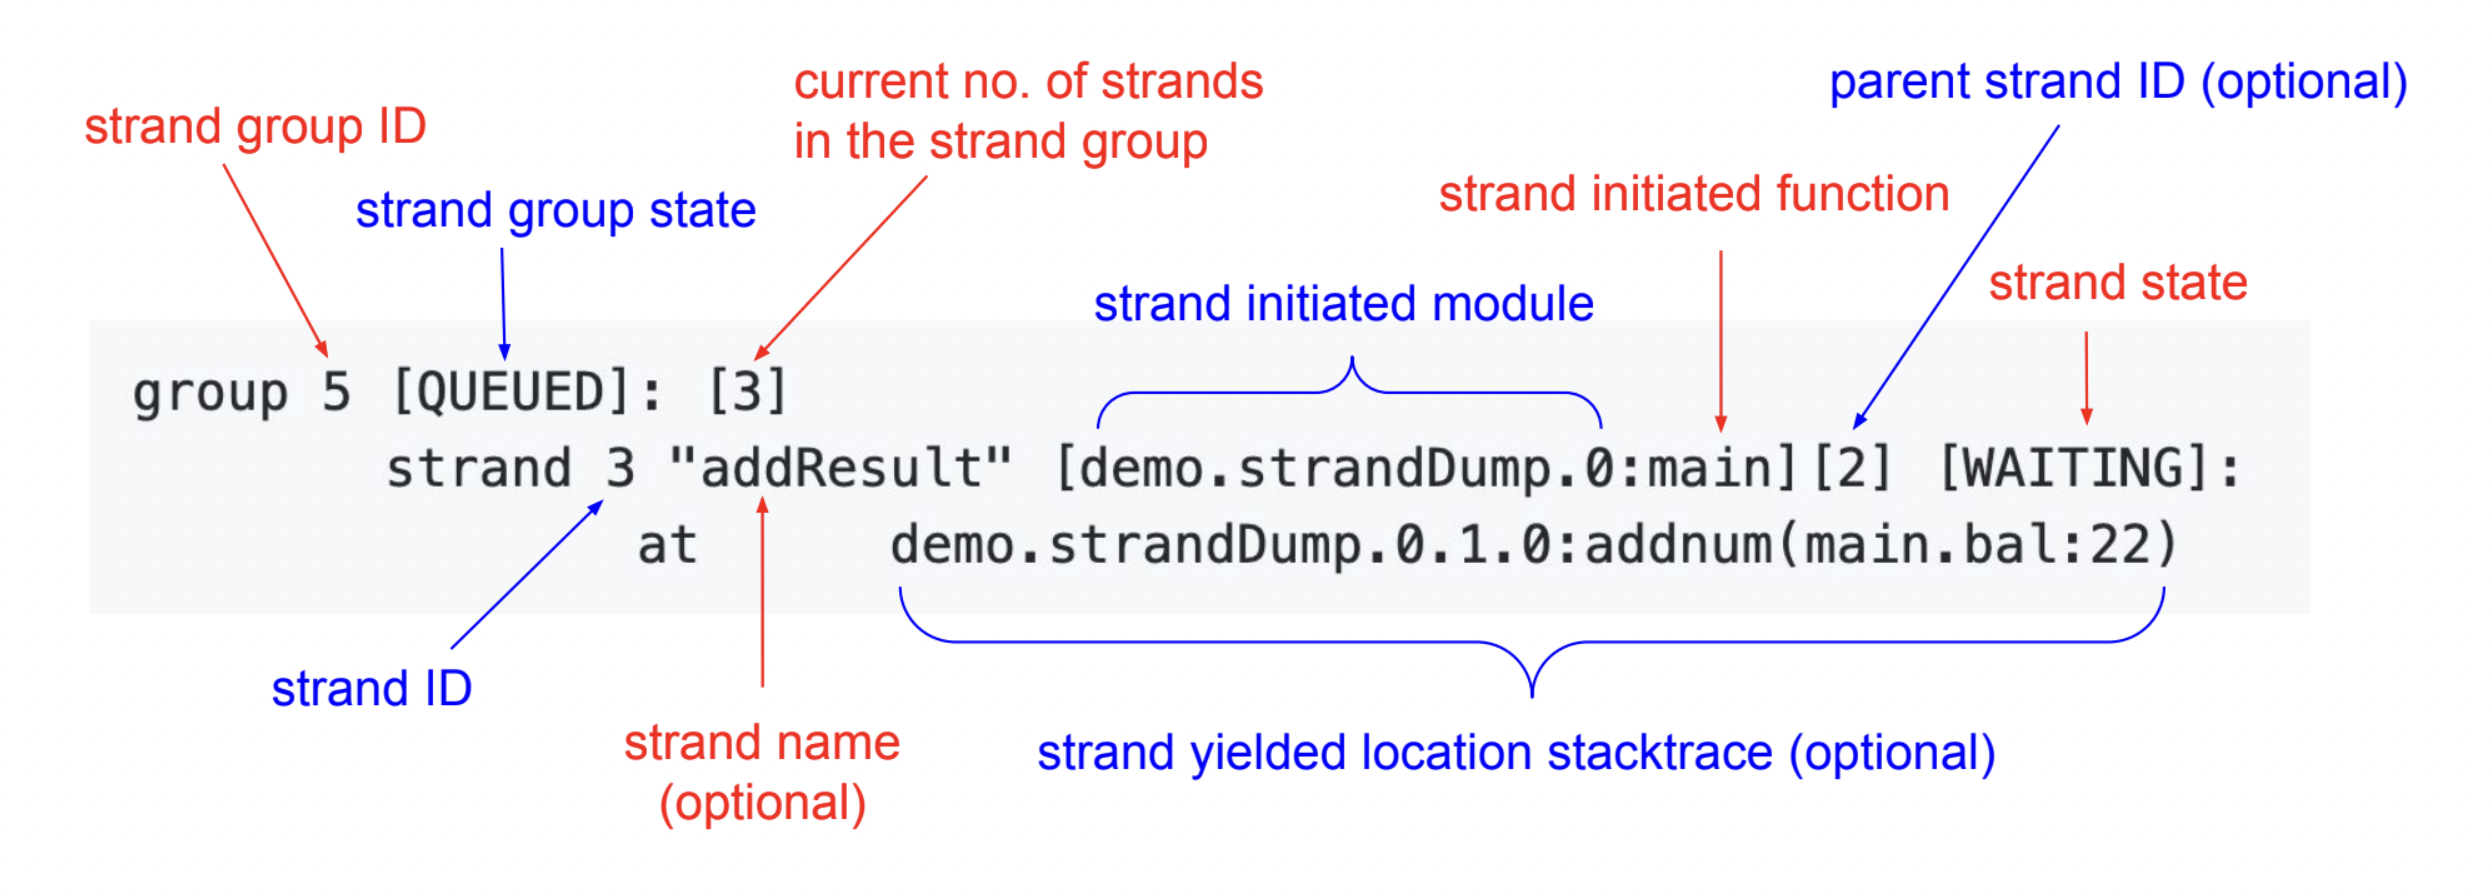 current no. of strands
in the strand group
parent strand ID (optional)
strand group ID
strand group state
strand initiated function
strand initiated module
strand state
group 5 [QUEUED]: [3]
strand 3 "addResult" [demo.strandDump.0:main][2] [WAITING]:
at demo.strandDump.0.1.0:addnum(main.bal:22)
strand ID
strand name
(optional)
strand yielded location stacktrace (optional)